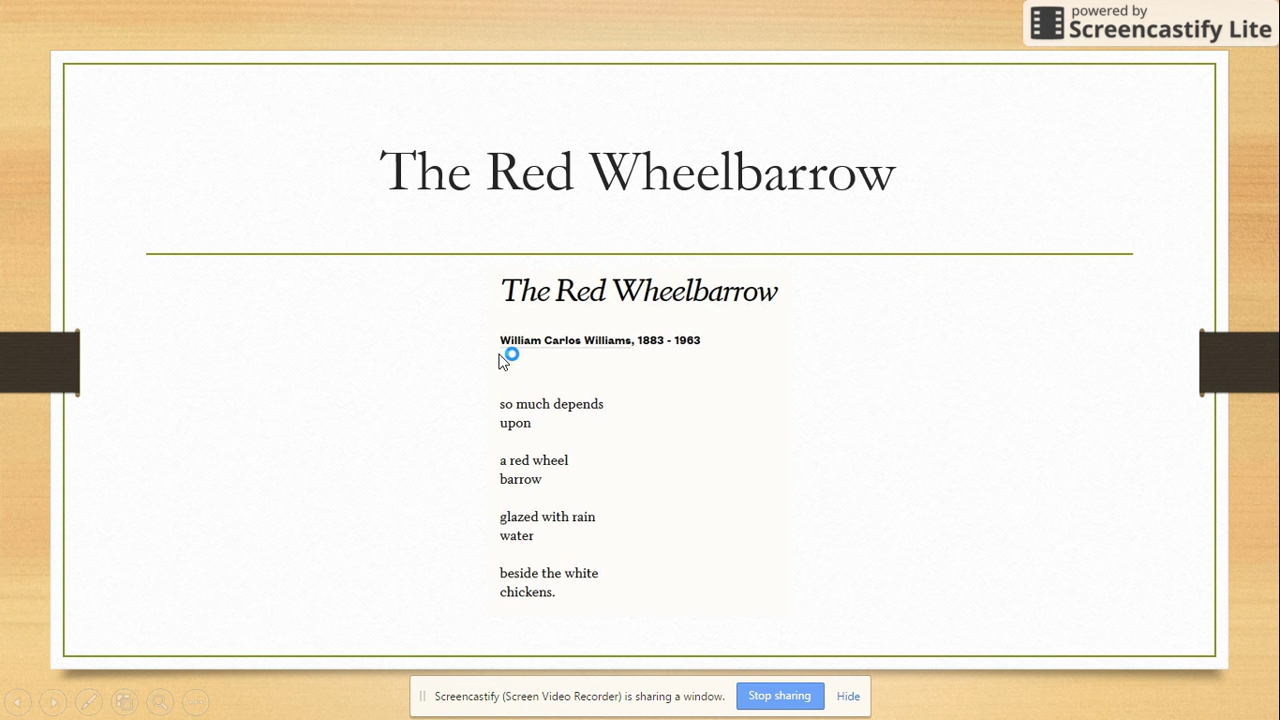 powered by
Screencastify Lite
The Red Wheelbarrow
The Red Wheelbarrow
William Carlos Williams, 1883 - 1963
so much depends
upon
a red wheel
barrow
glazed with rain
water
beside the white
chickens.
Screencastify (Screen Video Recorder) is sharing a window. Stop sharing Hide